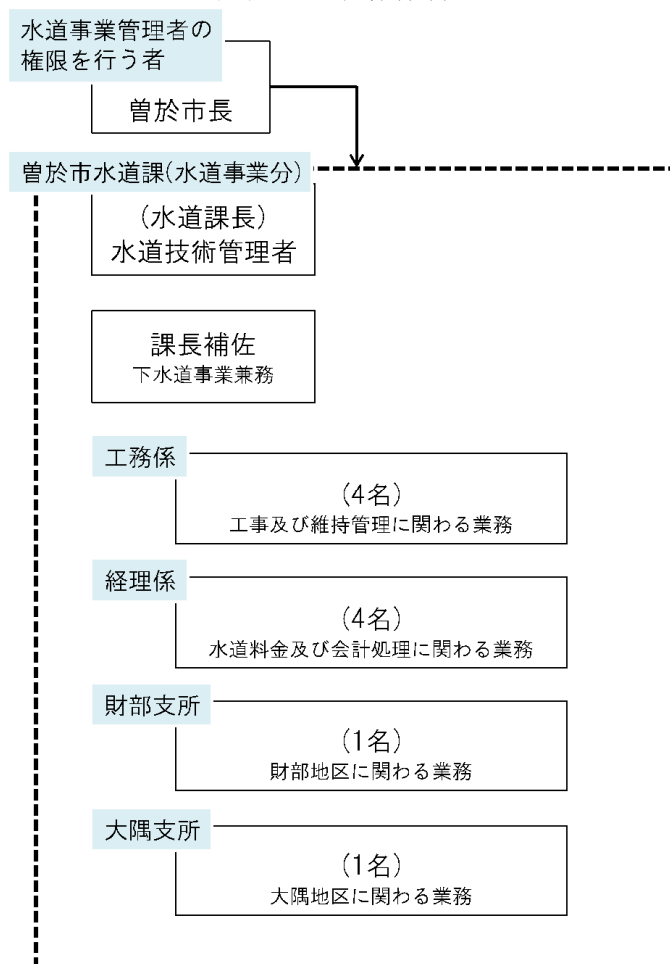 水道事業管理者の
権限を行う者
曽於市長
曽於市水道課(水道事業分)
(水道課長)
水道技術管理者
課長補佐
下水道事業兼務
工務係
(4名)
工事及び維持管理に関わる業務
経理係
(4名)
水道料金及び会計処理に関わる業務
財部支所
(1名)
財部地区に関わる業務
大隅支所
(1名)
大隅地区に関わる業務